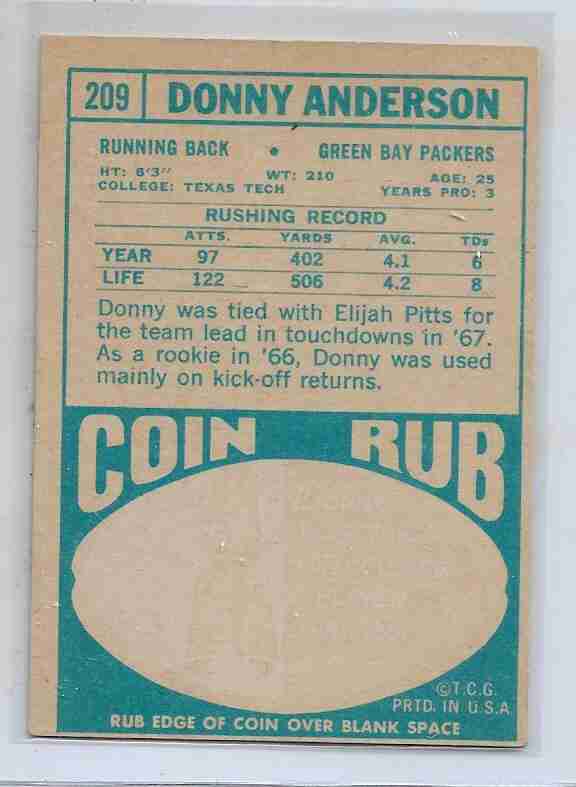 209 DONNY ANDERSON
RUNNING BACK • GREEN BAY PACKERS
HT: 6'3" WT: 210 AGE: 25
COLLEGE: TEXAS TECH YEARS PRO: 3
RUSHING RECORD
ATTS. YARDS AVG. TDs
YEAR 97 402 4.1 6
LIFE 122 506 4.2 8
Donny was tied with Elijah Pitts for
the team lead in touchdowns in '67.
As a rookie in '66, Donny was used
mainly on kick-off returns.
COIN RUB
©T.C.G.
PRTD. IN U.S.A
RUB EDGE OF COIN OVER BLANK SPACE